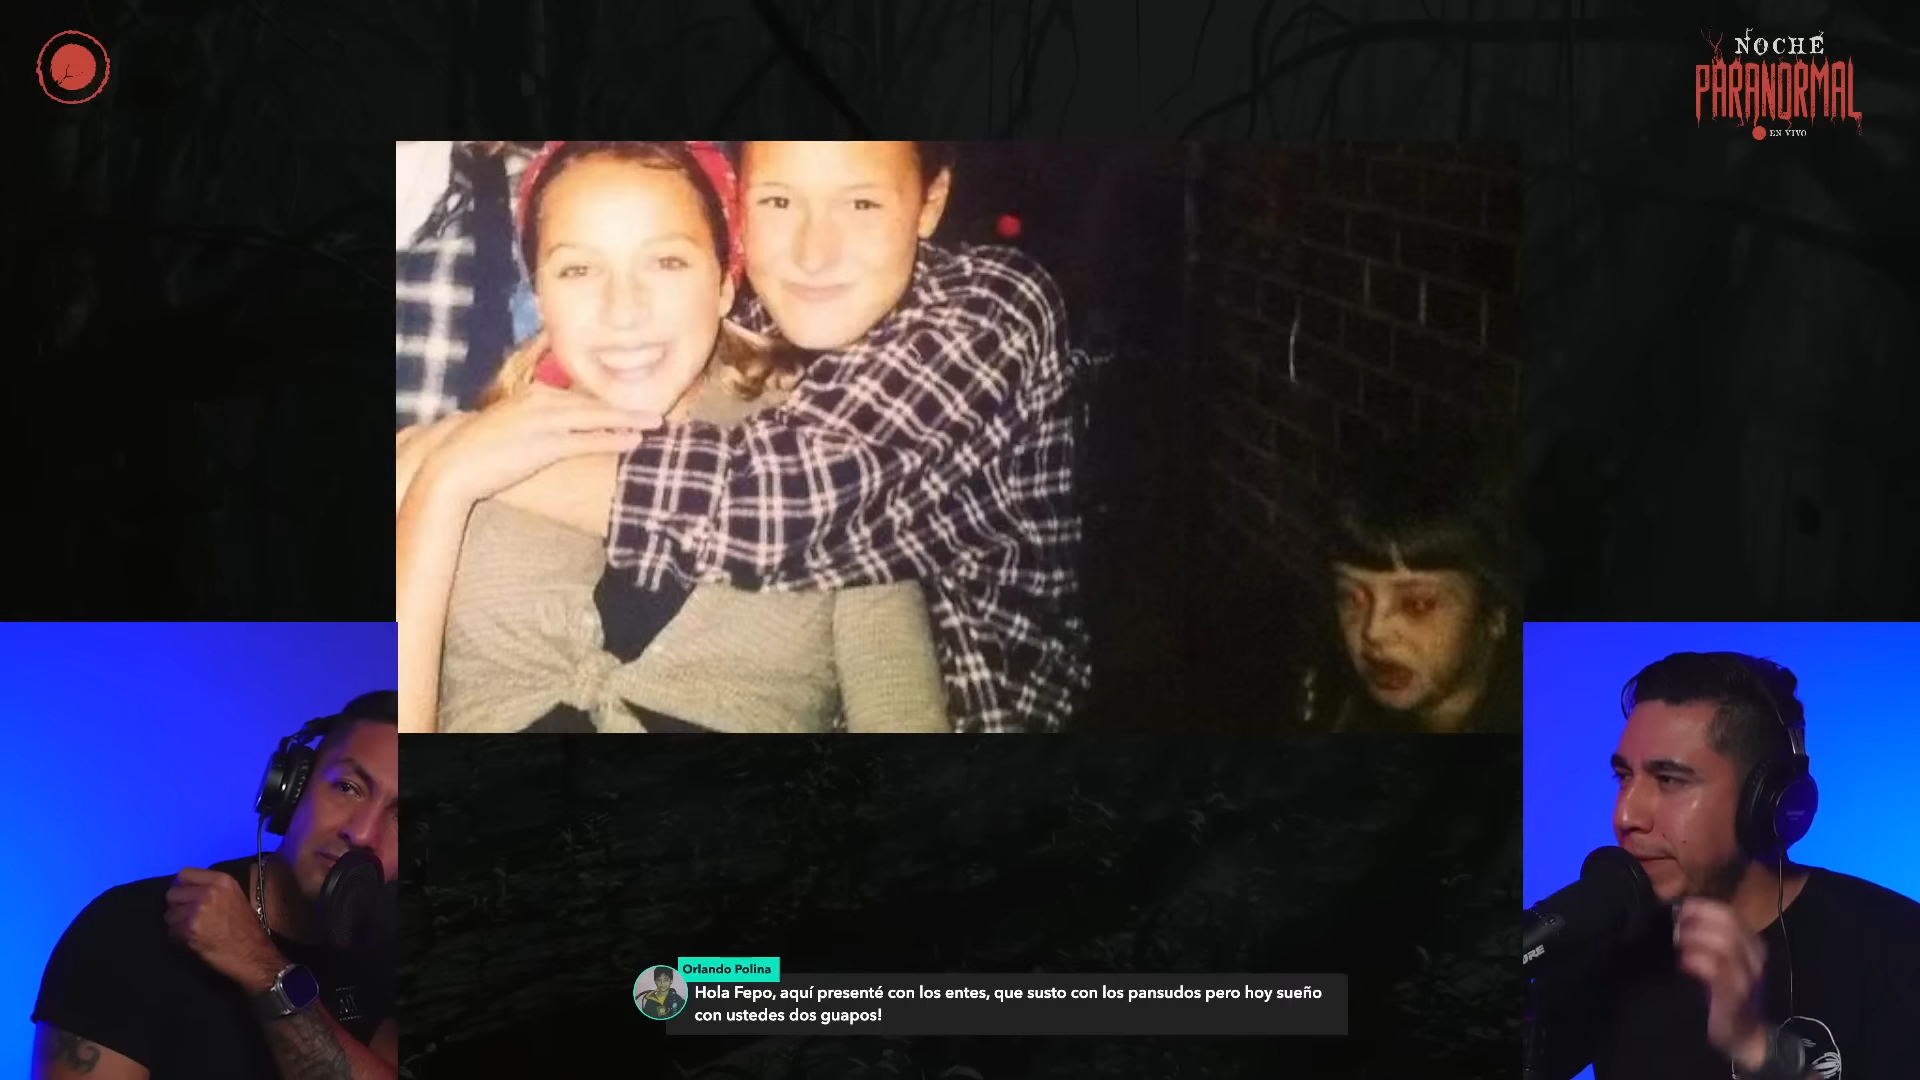 NOCHE
PARANORMAL
EN VIVO
Orlando Polina
Hola Fepo, aquí presenté con los entes, que susto con los pansudos pero hoy sueño
con ustedes dos guapos!